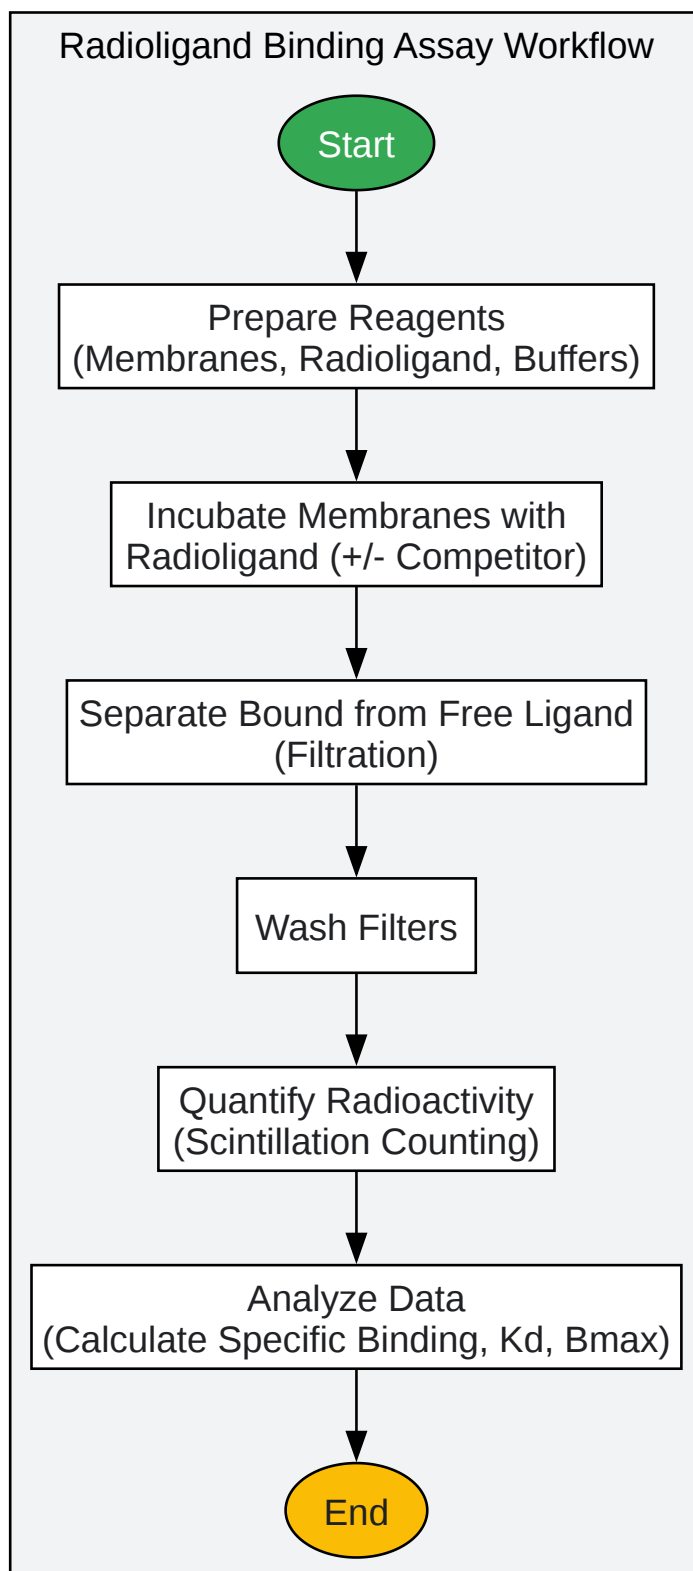 Radioligand Binding Assay Workflow
Start
Prepare Reagents
(Membranes, Radioligand, Buffers)
Incubate Membranes with
Radioligand (+/- Competitor)
Separate Bound from Free Ligand
(Filtration)
Wash Filters
Quantify Radioactivity
(Scintillation Counting)
Analyze Data
(Calculate Specific Binding, Kd, Bmax)
End